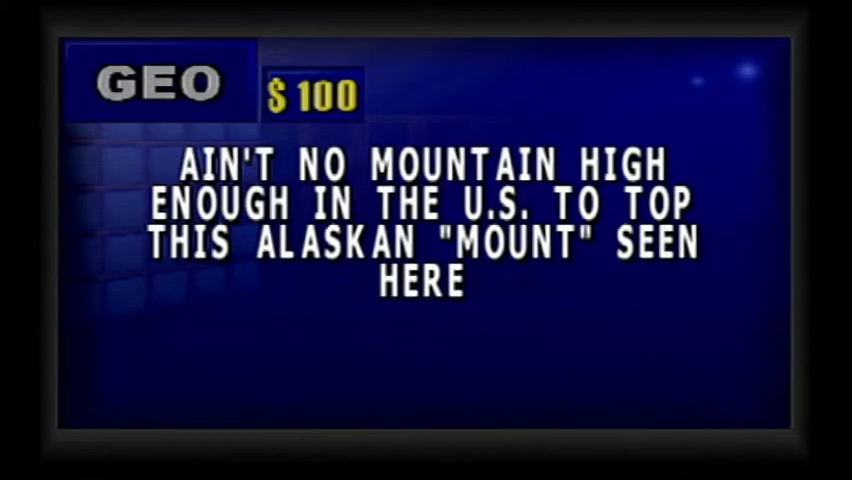 GEO
$ 100
AIN'T NO MOUNTAIN HIGH
ENOUGH IN THE U.S. TO TOP
THIS ALASKAN "MOUNT" SEEN
HERE